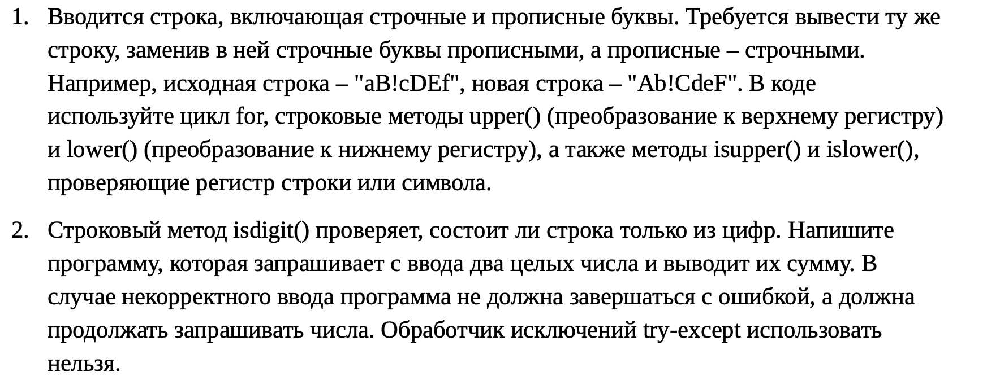 1. Вводится строка, включающая строчные и прописные буквы. Требуется вывести ту же
строку, заменив в ней строчные буквы прописными, а прописные – строчными.
Например, исходная строка – "aB!cDEf", новая строка – "Ab!CdeF". В коде
используйте цикл for, строковые методы upper() (преобразование к верхнему регистру)
и lower() (преобразование к нижнему регистру), а также методы isupper() и islower(),
проверяющие регистр строки или символа.
2. Строковый метод isdigit() проверяет, состоит ли строка только из цифр. Напишите
программу, которая запрашивает с ввода два целых числа и выводит их сумму. В
случае некорректного ввода программа не должна завершаться с ошибкой, а должна
продолжать запрашивать числа. Обработчик исключений try-except использовать
нельзя.